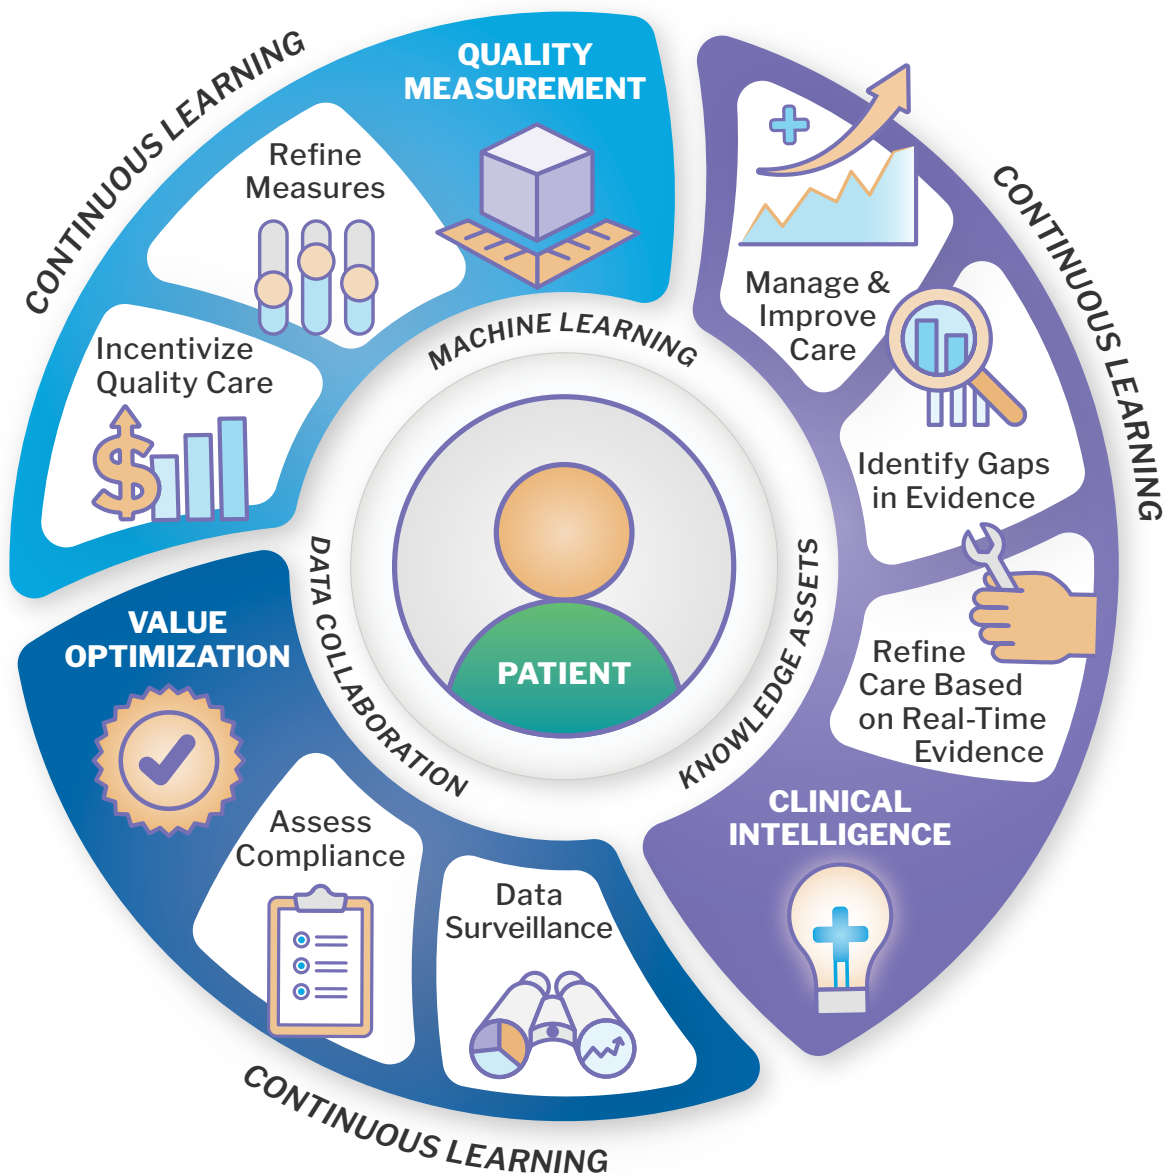 CONTINUOUS LEARNING
QUALITY
MEASUREMENT
Refine
Measures
Incentivize
Quality Care
CONTINUOUS LEARNING
Manage &
Improve
Care
Identify Gaps
in Evidence
Refine
Care Based
on Real-Time
Evidence
CLINICAL
INTELLIGENCE
MACHINE LEARNING
DATA COLLABORATION
KNOWLEDGE ASSETS
PATIENT
VALUE
OPTIMIZATION
Assess
Compliance
Data
Surveillance
CONTINUOUS LEARNING